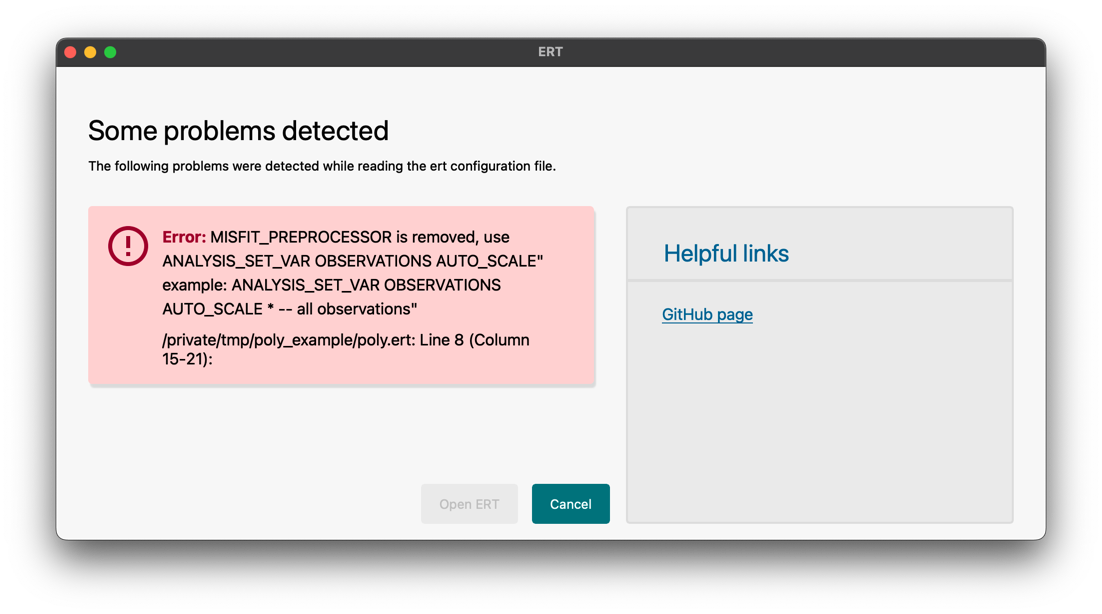 ERT
Some problems detected
The following problems were detected while reading the ert configuration file.
Error: MISFIT_PREPROCESSOR is removed, use
ANALYSIS_SET_VAR OBSERVATIONS AUTO_SCALE"
example: ANALYSIS_SET_VAR OBSERVATIONS
AUTO_SCALE * -- all observations"
/private/tmp/poly_example/poly.ert: Line 8 (Column
15-21):
Helpful links
GitHub page
Open ERT
Cancel